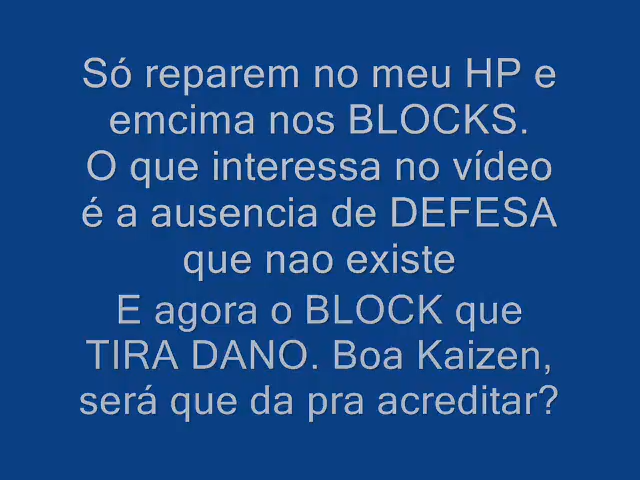 Só reparem no meu HP e
emcima nos BLOCKS.
O que interessa no vídeo
é a ausencia de DEFESA
que nao existe
E agora o BLOCK que
TIRA DANO. Boa Kaizen,
será que da pra acreditar?